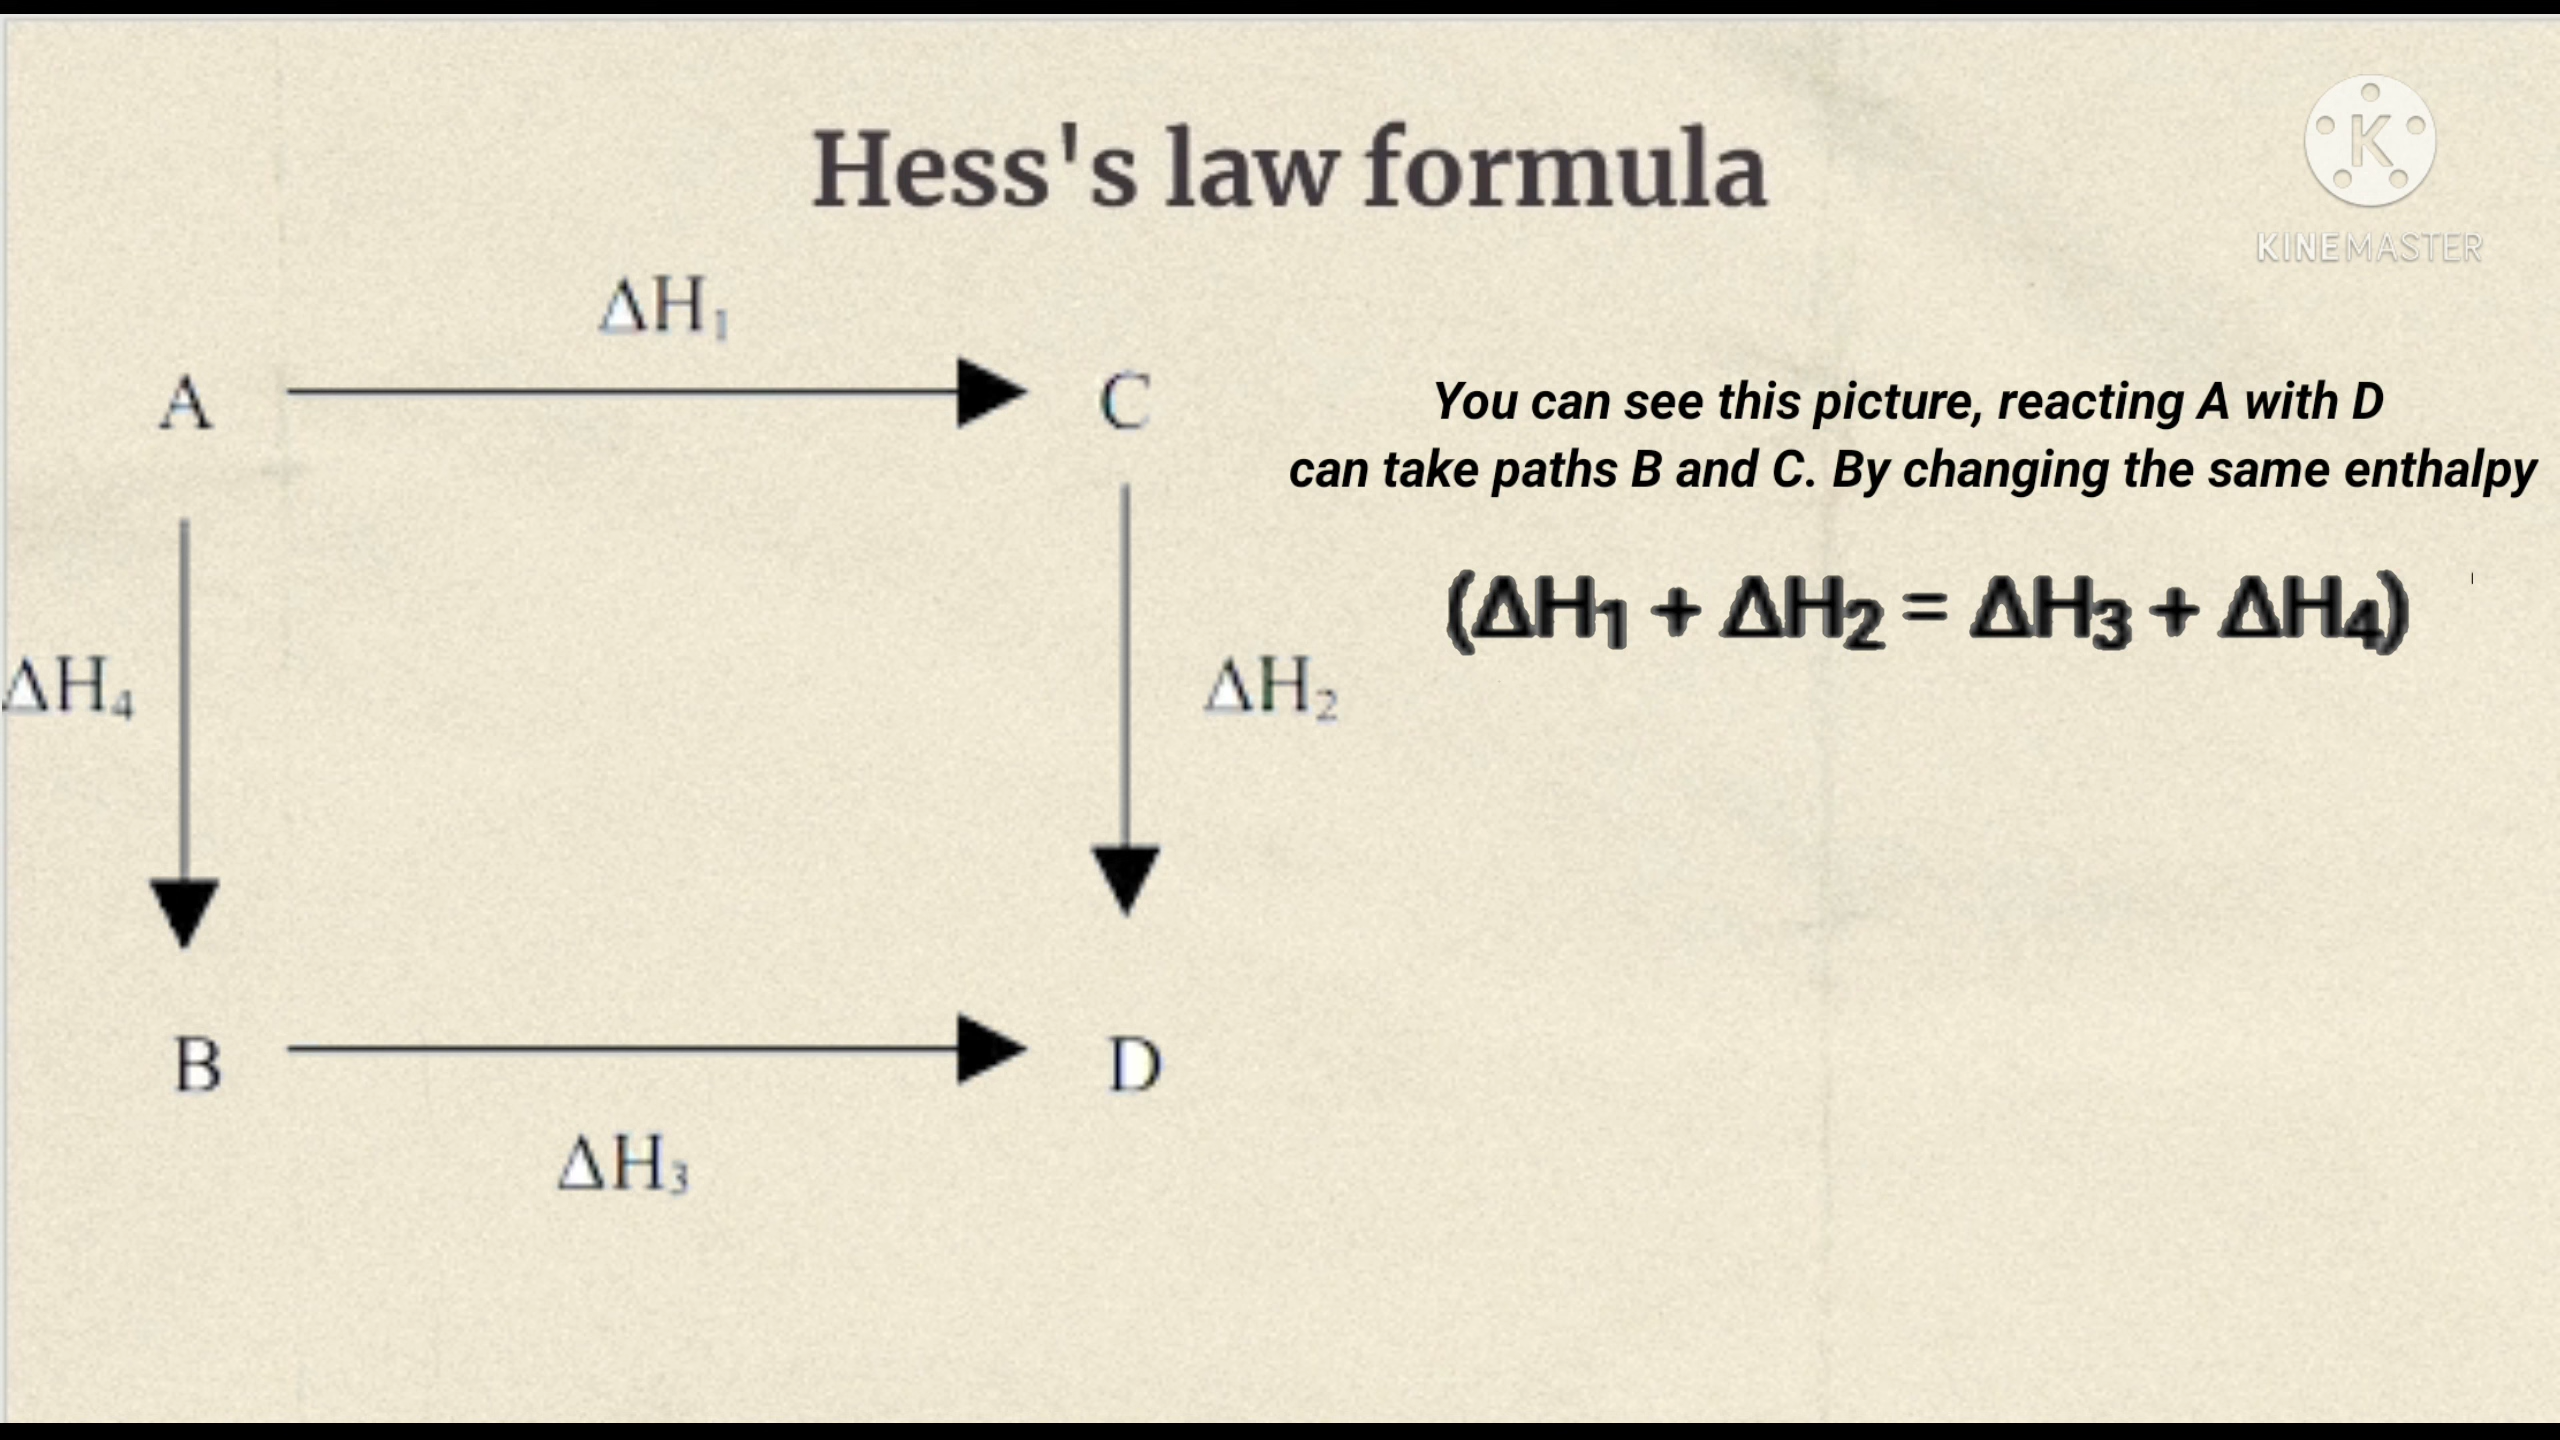 Hess's law formula
KINEMASTER
ΔH₁
A
C
You can see this picture, reacting A with D
can take paths B and C. By changing the same enthalpy
(ΔH₁ + ΔH₂ = ΔH₃ + ΔH₄)
ΔH₄
ΔH₂
B
D
ΔH₃